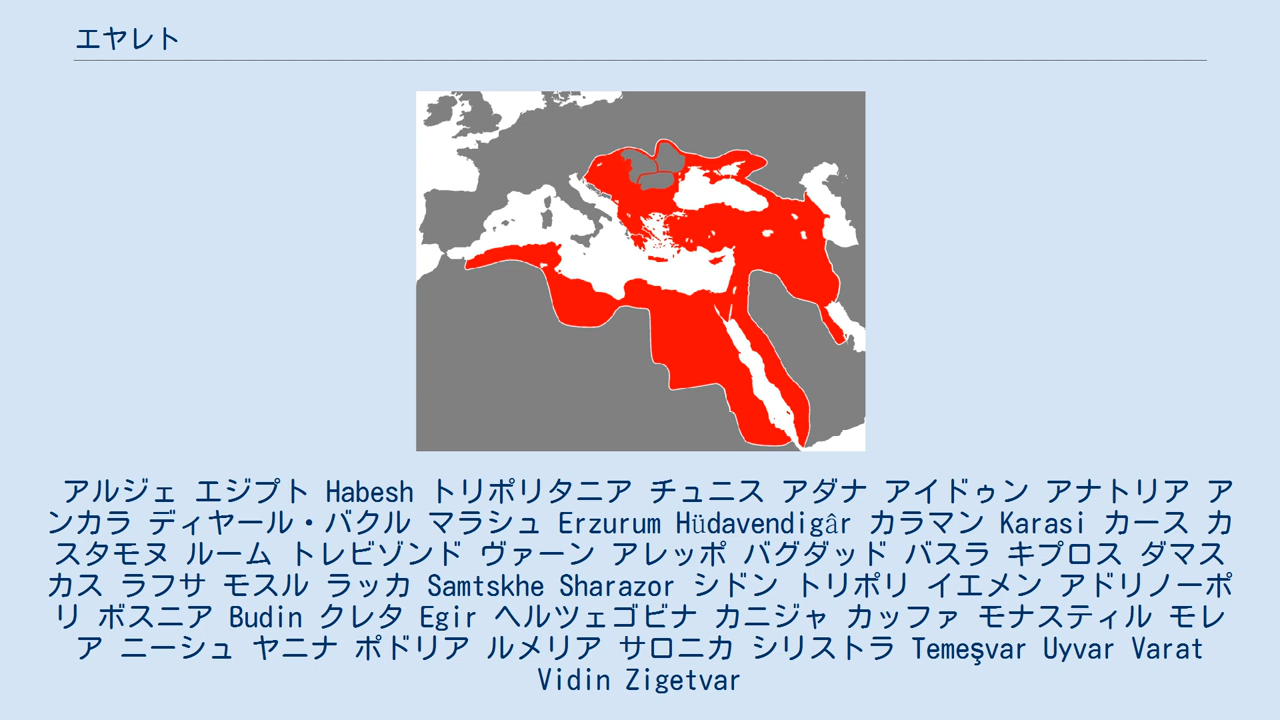 エヤレト
アルジェ エジプト Habesh トリポリタニア チュニス アダナ アイドゥン アナトリア ア
ンカラ ディヤール・バクル マラシュ Erzurum Hüdavendigâr カラマン Karasi カース カ
スタモヌ ルーム トレビゾンド ヴァーン アレッポ バグダッド バスラ キプロス ダマス
カス ラフサ モスル ラッカ Samtskhe Sharazor シドン トリポリ イエメン アドリノーポ
リ ボスニア Budin クレタ Egir ヘルツェゴビナ カニジャ カッファ モナスティル モレ
ア ニーシュ ヤニナ ポドリア ルメリア サロニカ シリストラ Temeşvar Uyvar Varat
Vidin Zigetvar